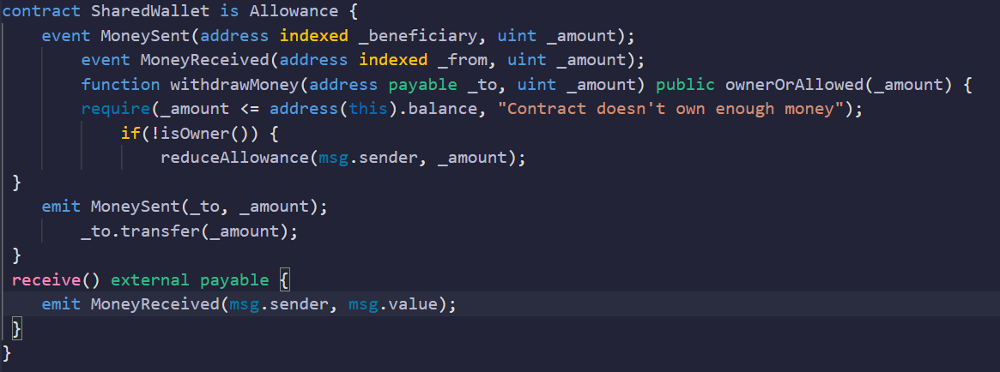 contract SharedWallet is Allowance {
    event MoneySent(address indexed _beneficiary, uint _amount);
        event MoneyReceived(address indexed _from, uint _amount);
        function withdrawMoney(address payable _to, uint _amount) public ownerOrAllowed(_amount) {
        require(_amount <= address(this).balance, "Contract doesn't own enough money");
            if(!isOwner()) {
                reduceAllowance(msg.sender, _amount);
 }
    emit MoneySent(_to, _amount);
        _to.transfer(_amount);
 }
 receive() external payable {
    emit MoneyReceived(msg.sender, msg.value);
 }
}